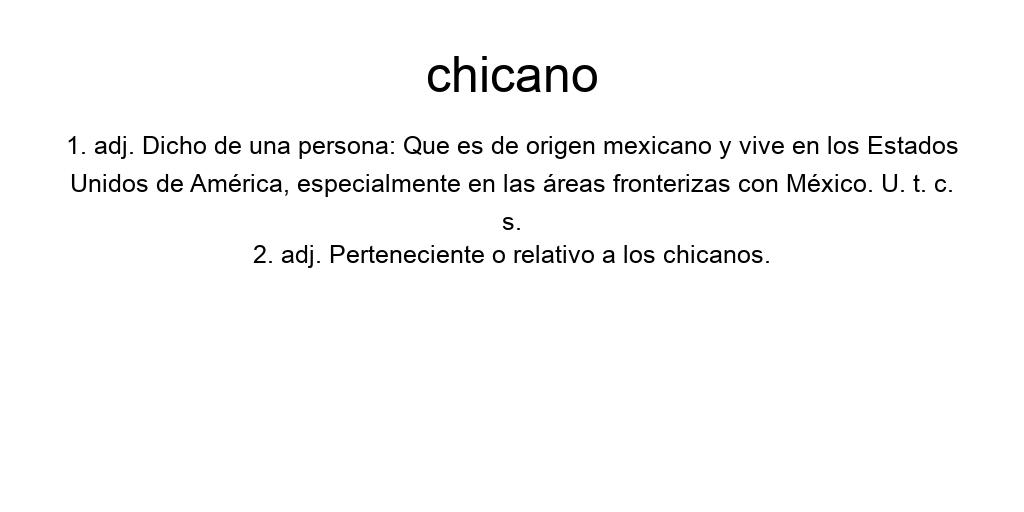 chicano
1. adj. Dicho de una persona: Que es de origen mexicano y vive en los Estados
Unidos de América, especialmente en las áreas fronterizas con México. U. t. c.
s.
2. adj. Perteneciente o relativo a los chicanos.